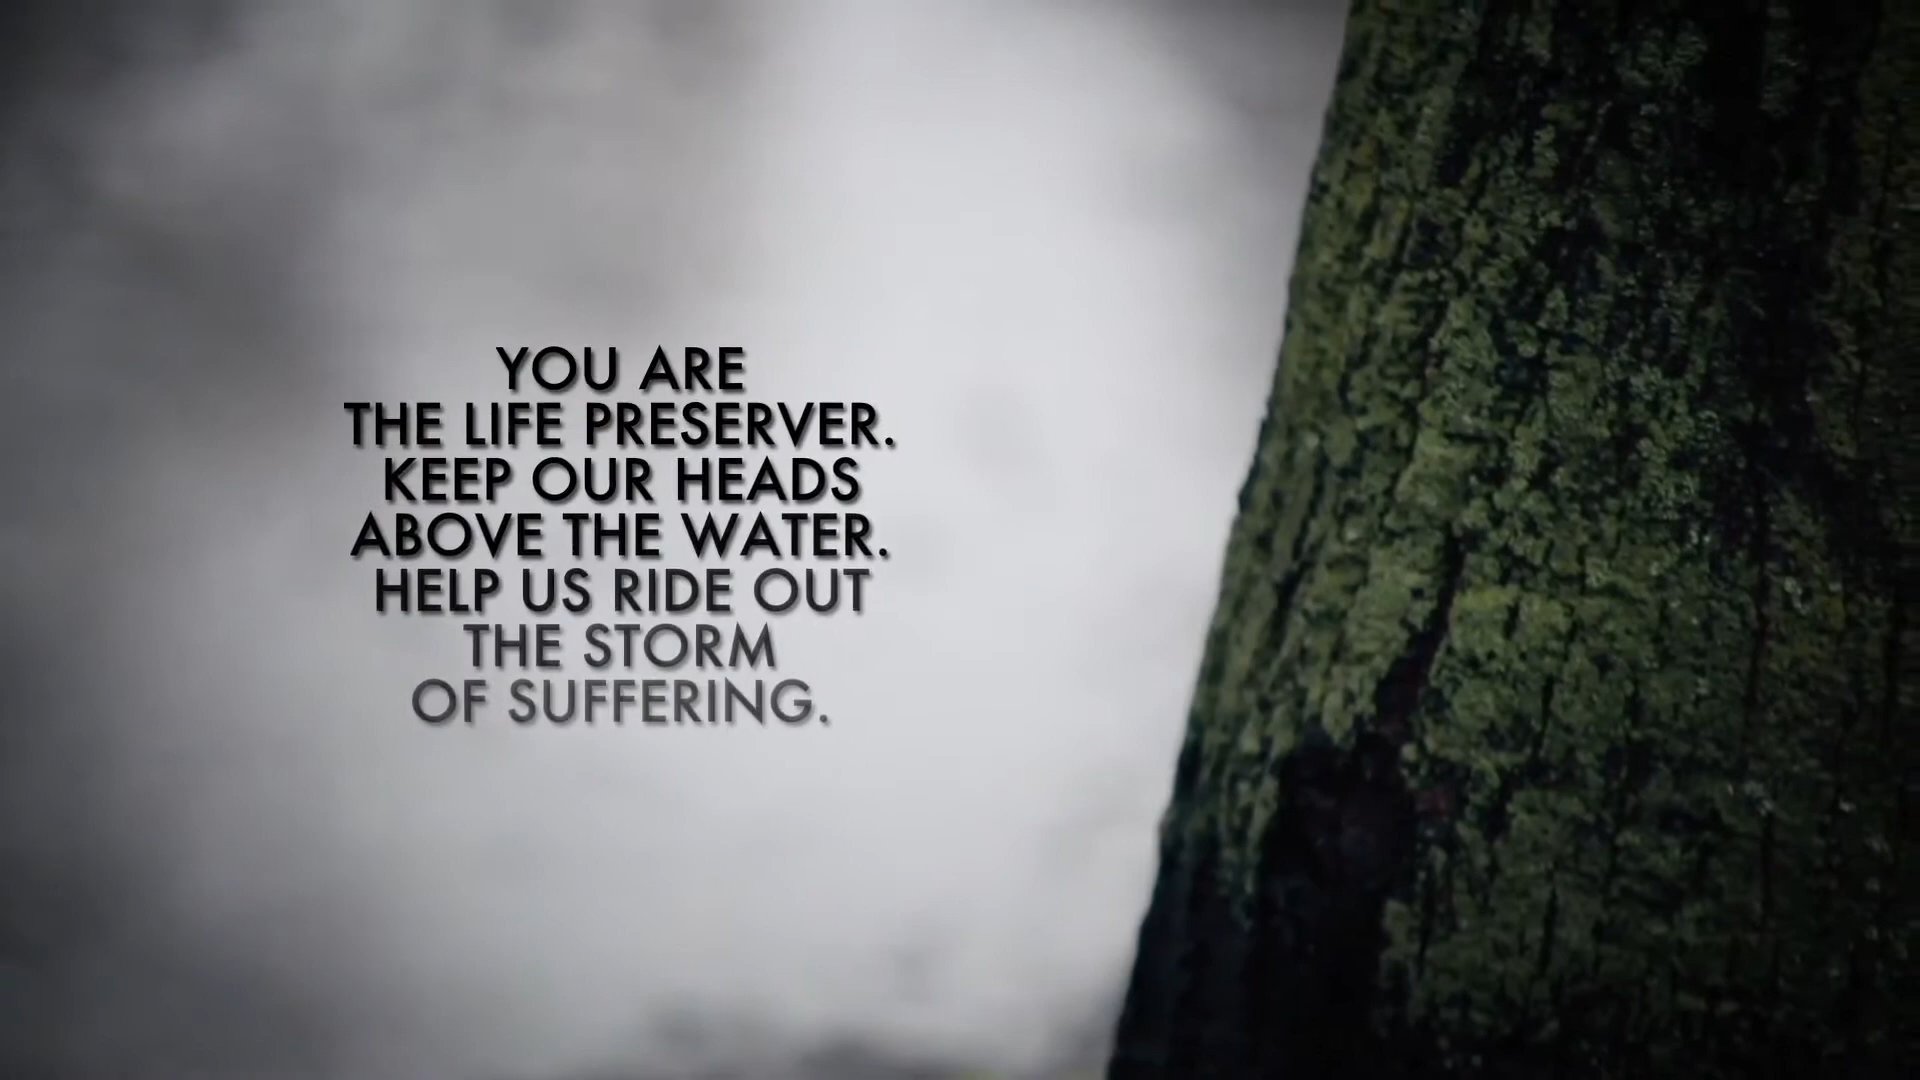 YOU ARE
THE LIFE PRESERVER.
KEEP OUR HEADS
ABOVE THE WATER.
HELP US RIDE OUT
THE STORM
OF SUFFERING.